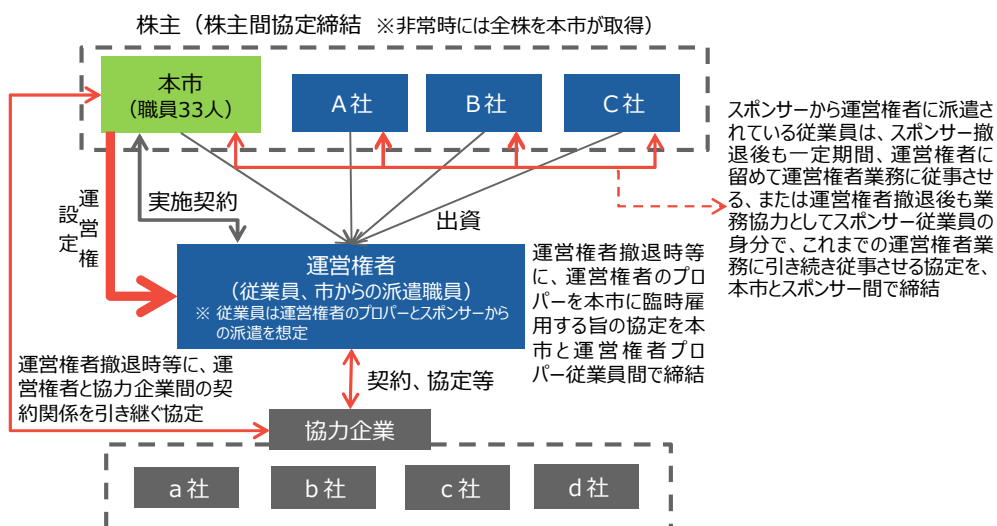 株主（株主間協定締結 ※非常時には全株を本市が取得）
本市
（職員33人）
A社
B社
C社
スポンサーから運営権者に派遣さ
れている従業員は、スポンサー撤
退後も一定期間、運営権者に
留めて運営権者業務に従事させ
る、または運営権者撤退後も業
務協力としてスポンサー従業員の
身分で、これまでの運営権者業
務に引き続き従事させる協定を、
本市とスポンサー間で締結
運営権
設定
実施契約
出資
運営権者
（従業員、市からの派遣職員）
※ 従業員は運営権者のプロパーとスポンサーから
の派遣を想定
運営権者撤退時等
に、運営権者のプロ
パーを本市に臨時雇
用する旨の協定を本
市と運営権者プロ
パー従業員間で締結
運営権者撤退時等に、運
営権者と協力企業間の契
約関係を引き継ぐ協定
契約、協定等
協力企業
a社
b社
c社
d社